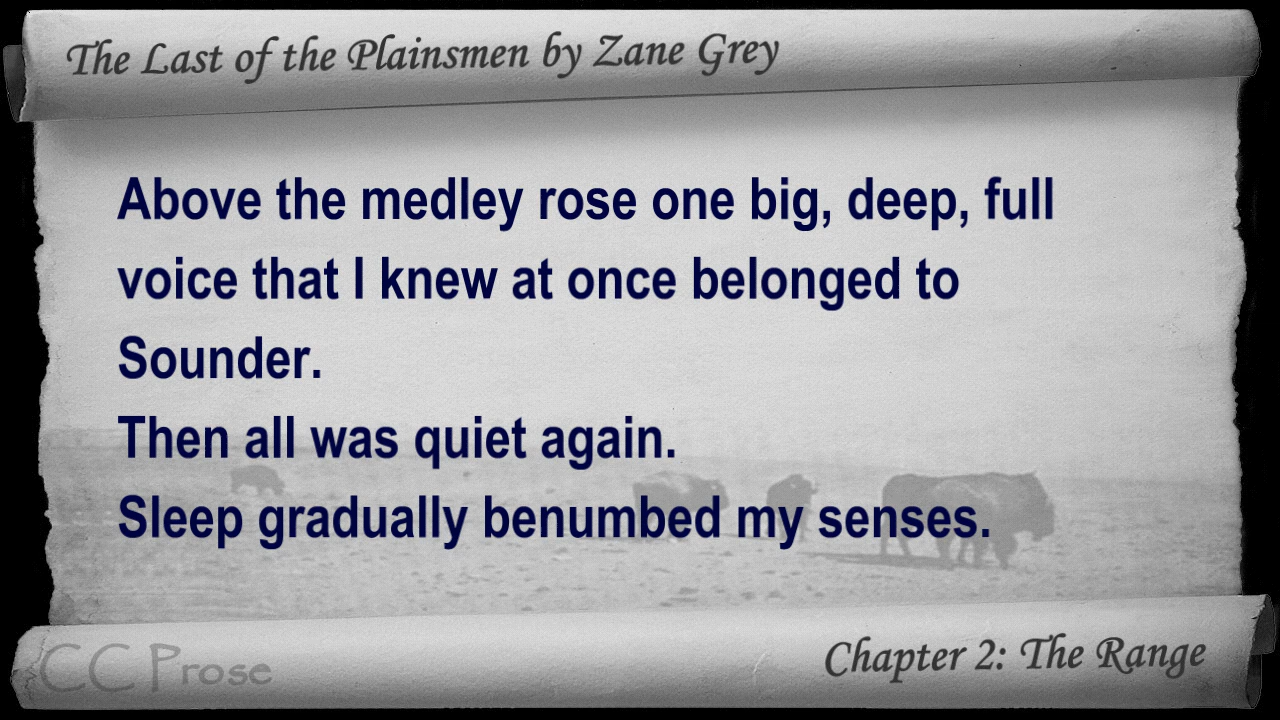 The Last of the Plainsmen by Zane Grey
Above the medley rose one big, deep, full
voice that I knew at once belonged to
Sounder.
Then all was quiet again.
Sleep gradually benumbed my senses.
CC Prose
Chapter 2: The Range